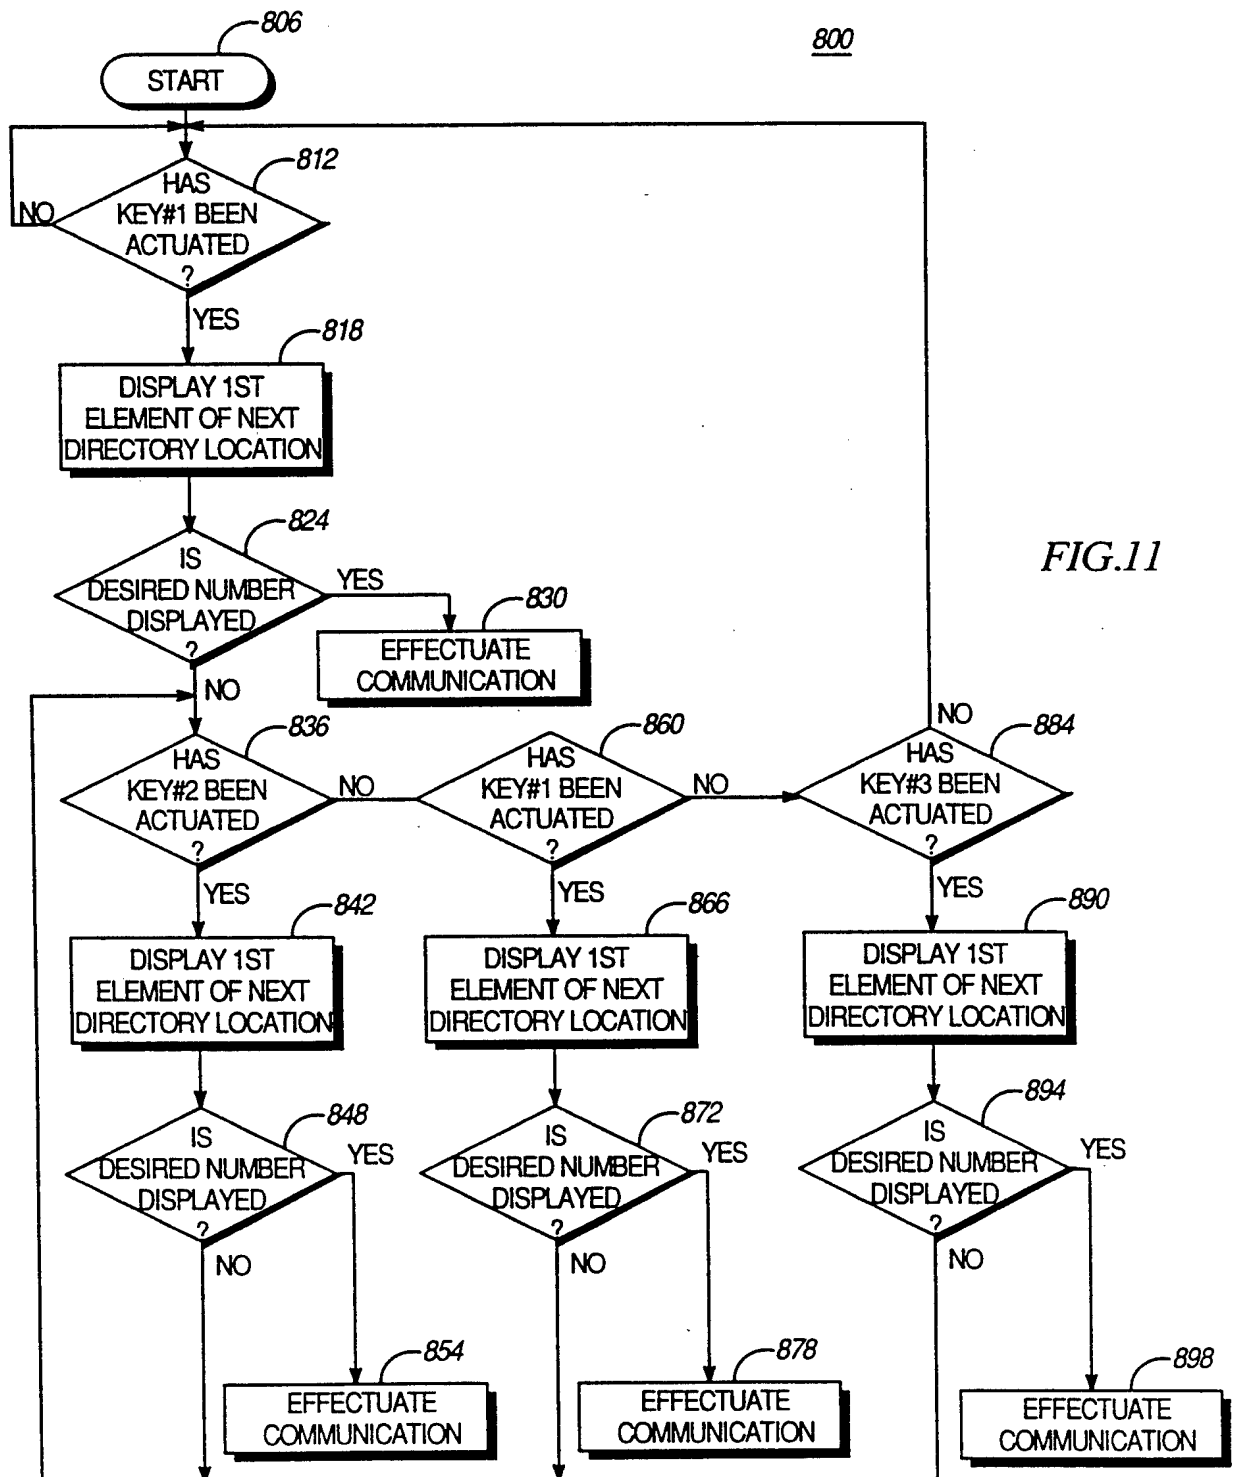 806
800
START
812
HAS
KEY#1 BEEN
ACTUATED
?
NO
YES
818
DISPLAY 1ST
ELEMENT OF NEXT
DIRECTORY LOCATION
824
IS
DESIRED NUMBER
DISPLAYED
?
YES
830
EFFECTUATE
COMMUNICATION
FIG.11
NO
836
HAS
KEY#2 BEEN
ACTUATED
?
NO
860
HAS
KEY#1 BEEN
ACTUATED
?
NO
NO
884
HAS
KEY#3 BEEN
ACTUATED
?
YES
842
DISPLAY 1ST
ELEMENT OF NEXT
DIRECTORY LOCATION
YES
866
DISPLAY 1ST
ELEMENT OF NEXT
DIRECTORY LOCATION
YES
890
DISPLAY 1ST
ELEMENT OF NEXT
DIRECTORY LOCATION
848
IS
DESIRED NUMBER
DISPLAYED
?
YES
NO
872
IS
DESIRED NUMBER
DISPLAYED
?
YES
NO
894
IS
DESIRED NUMBER
DISPLAYED
?
YES
NO
854
EFFECTUATE
COMMUNICATION
878
EFFECTUATE
COMMUNICATION
898
EFFECTUATE
COMMUNICATION